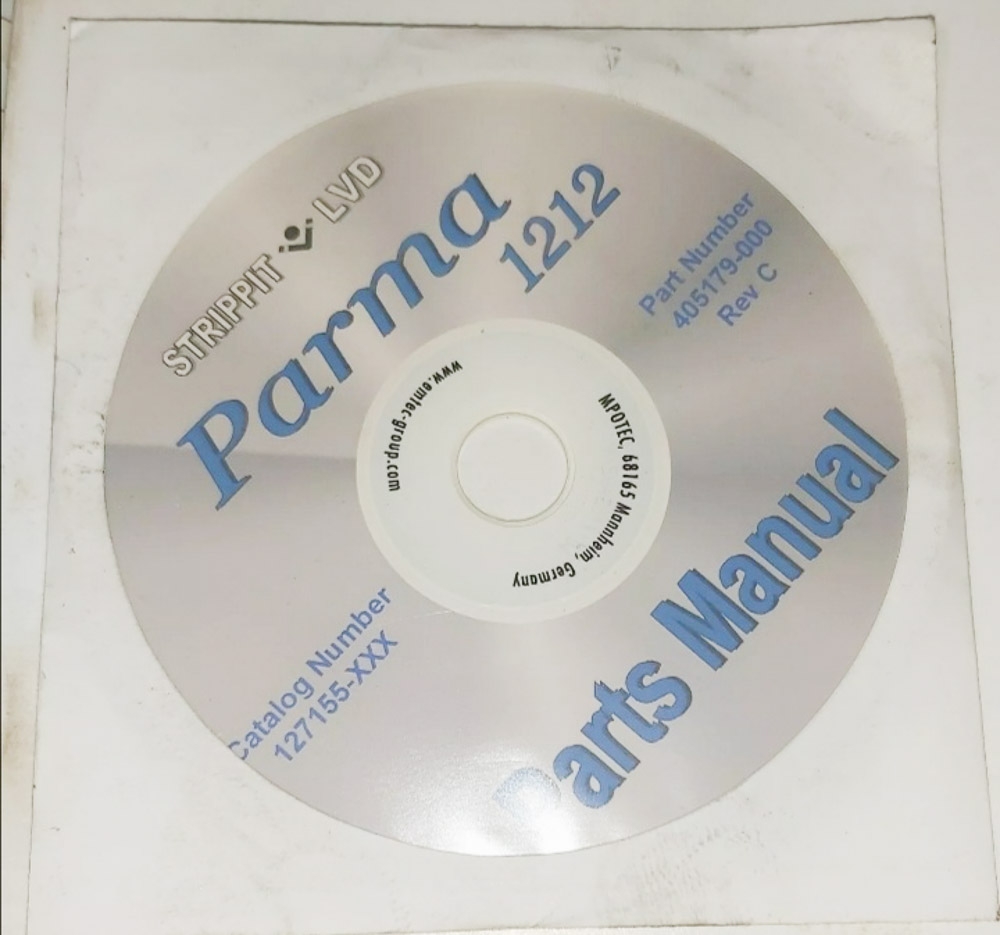 STRIPPIT LVD
Parma
1212
Part Number
405179-000
Rev C
www.emtec-group.com
MPOTEC, 68165 Mannheim, Germany
Catalog Number
127155-XXX
Parts Manual